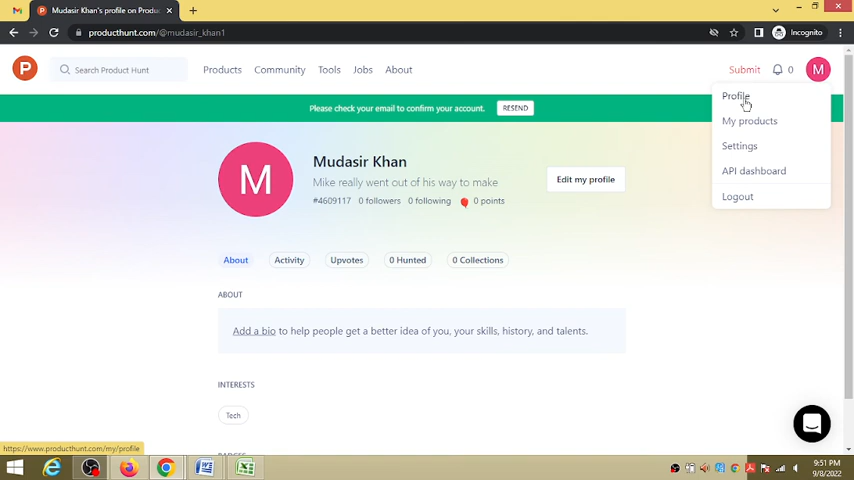 Mudasir Khan's profile on Produ
producthunt.com/@mudasir_khan1
Incognito
P
Search Product Hunt
Products
Community
Tools
Jobs
About
Submit
0
M
Please check your email to confirm your account.
RESEND
Profile
My products
Settings
API dashboard
Logout
M
Mudasir Khan
Mike really went out of his way to make
#4609117 0 followers 0 following 0 points
Edit my profile
About
Activity
Upvotes
0 Hunted
0 Collections
ABOUT
Add a bio to help people get a better idea of you, your skills, history, and talents.
INTERESTS
Tech
https://www.producthunt.com/my/profile
9:51 PM
9/8/2022